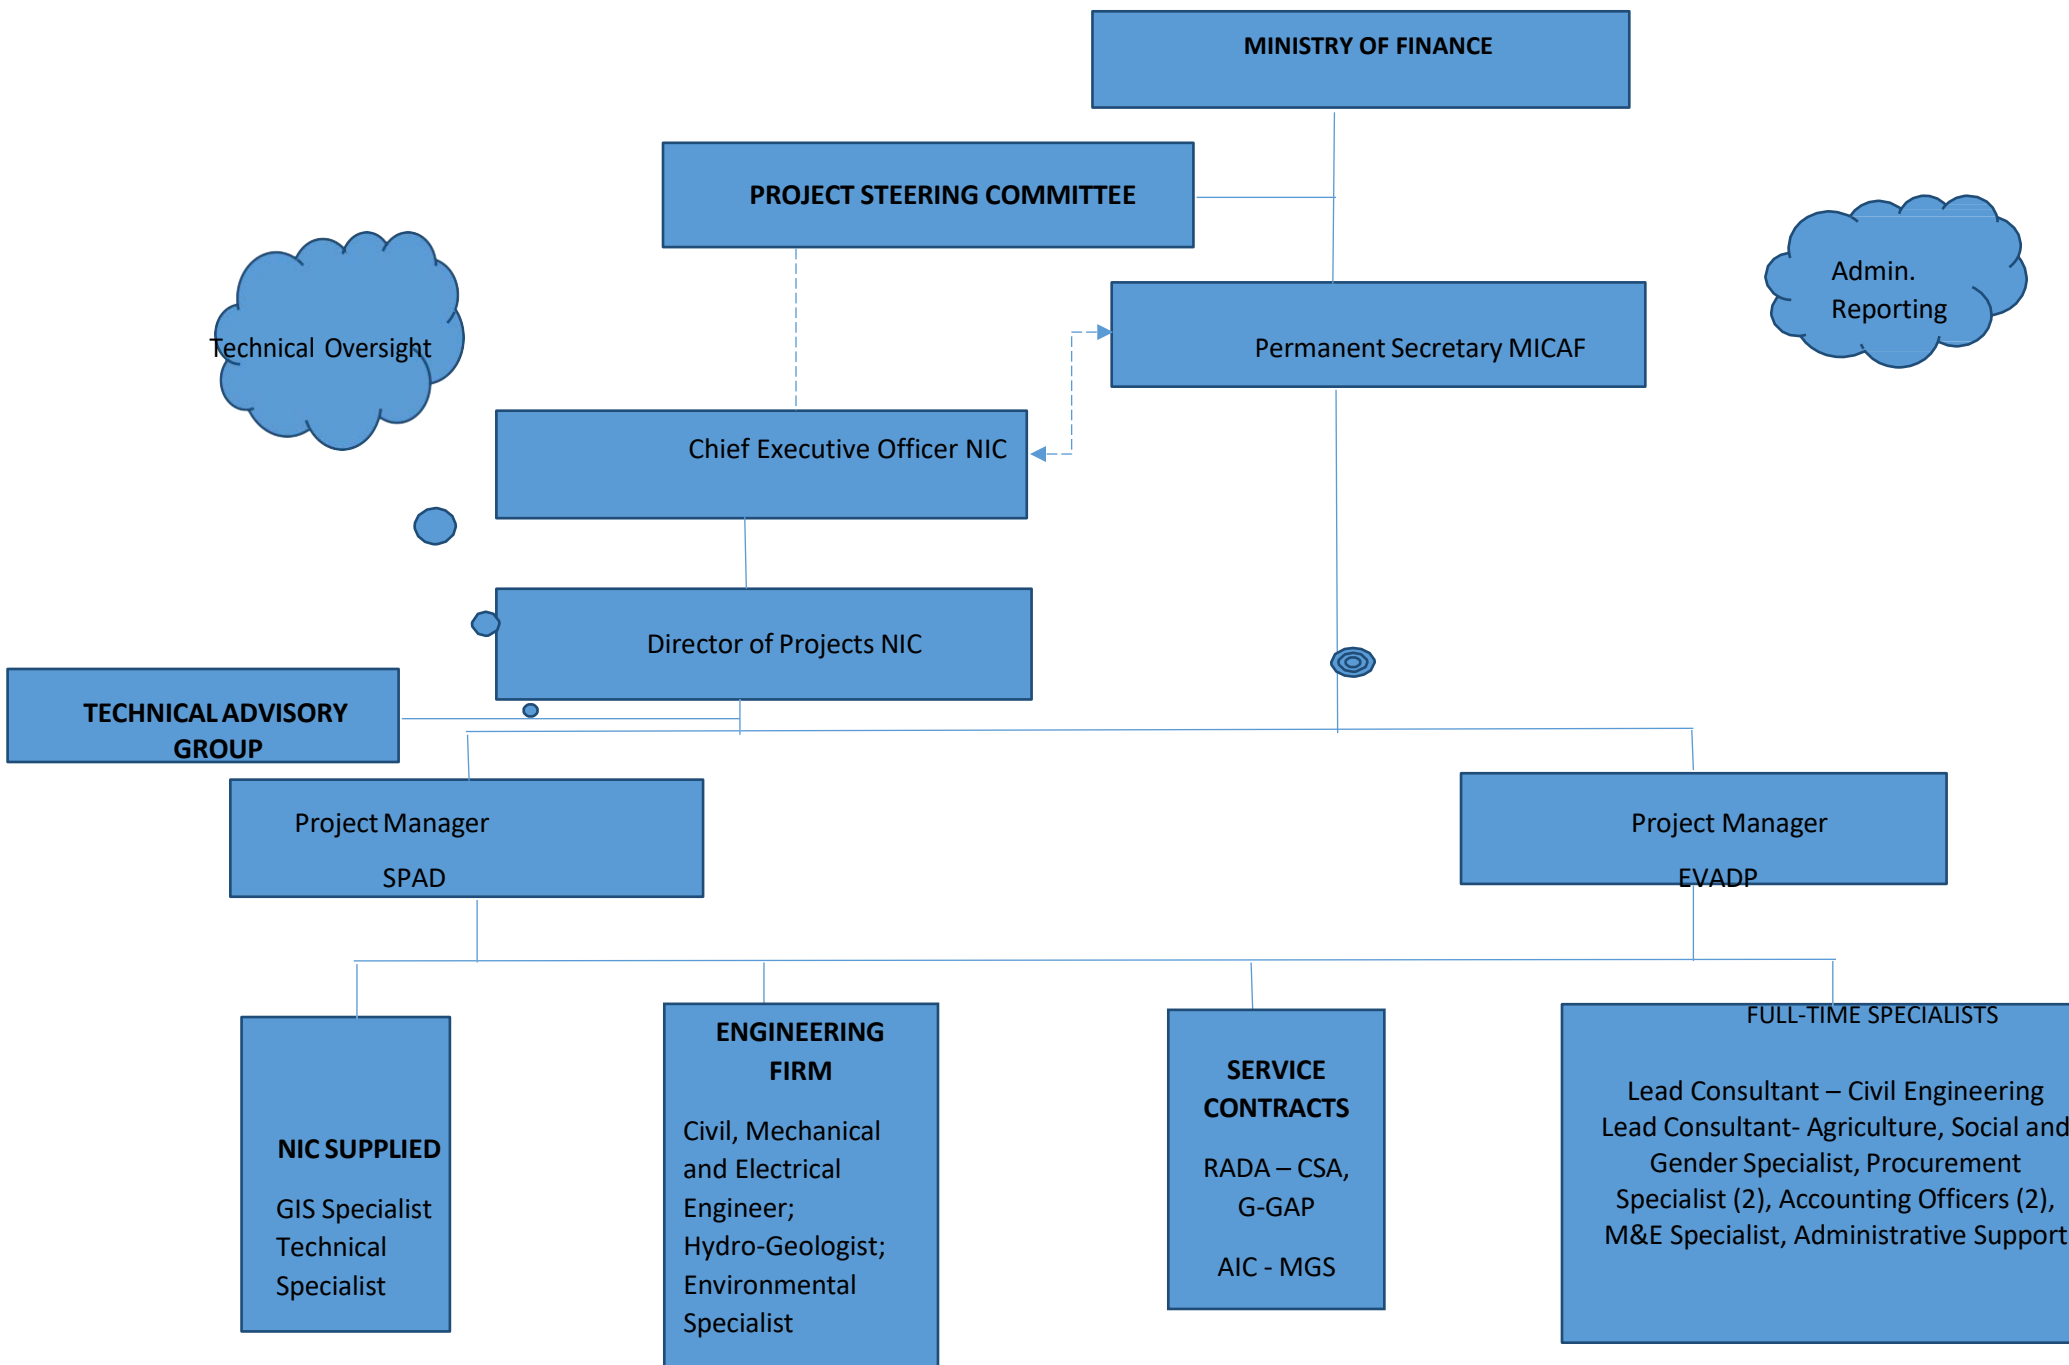 MINISTRY OF FINANCE
PROJECT STEERING COMMITTEE
Technical Oversight
Admin.
Reporting
Permanent Secretary MICAF
Chief Executive Officer NIC
Director of Projects NIC
TECHNICAL ADVISORY
GROUP
Project Manager
SPAD
Project Manager
EVADP
NIC SUPPLIED
GIS Specialist
Technical
Specialist
ENGINEERING
FIRM
Civil, Mechanical
and Electrical
Engineer;
Hydro-Geologist;
Environmental
Specialist
SERVICE
CONTRACTS
RADA – CSA,
G-GAP
AIC - MGS
FULL-TIME SPECIALISTS
Lead Consultant – Civil Engineering
Lead Consultant- Agriculture, Social and
Gender Specialist, Procurement
Specialist (2), Accounting Officers (2),
M&E Specialist, Administrative Support